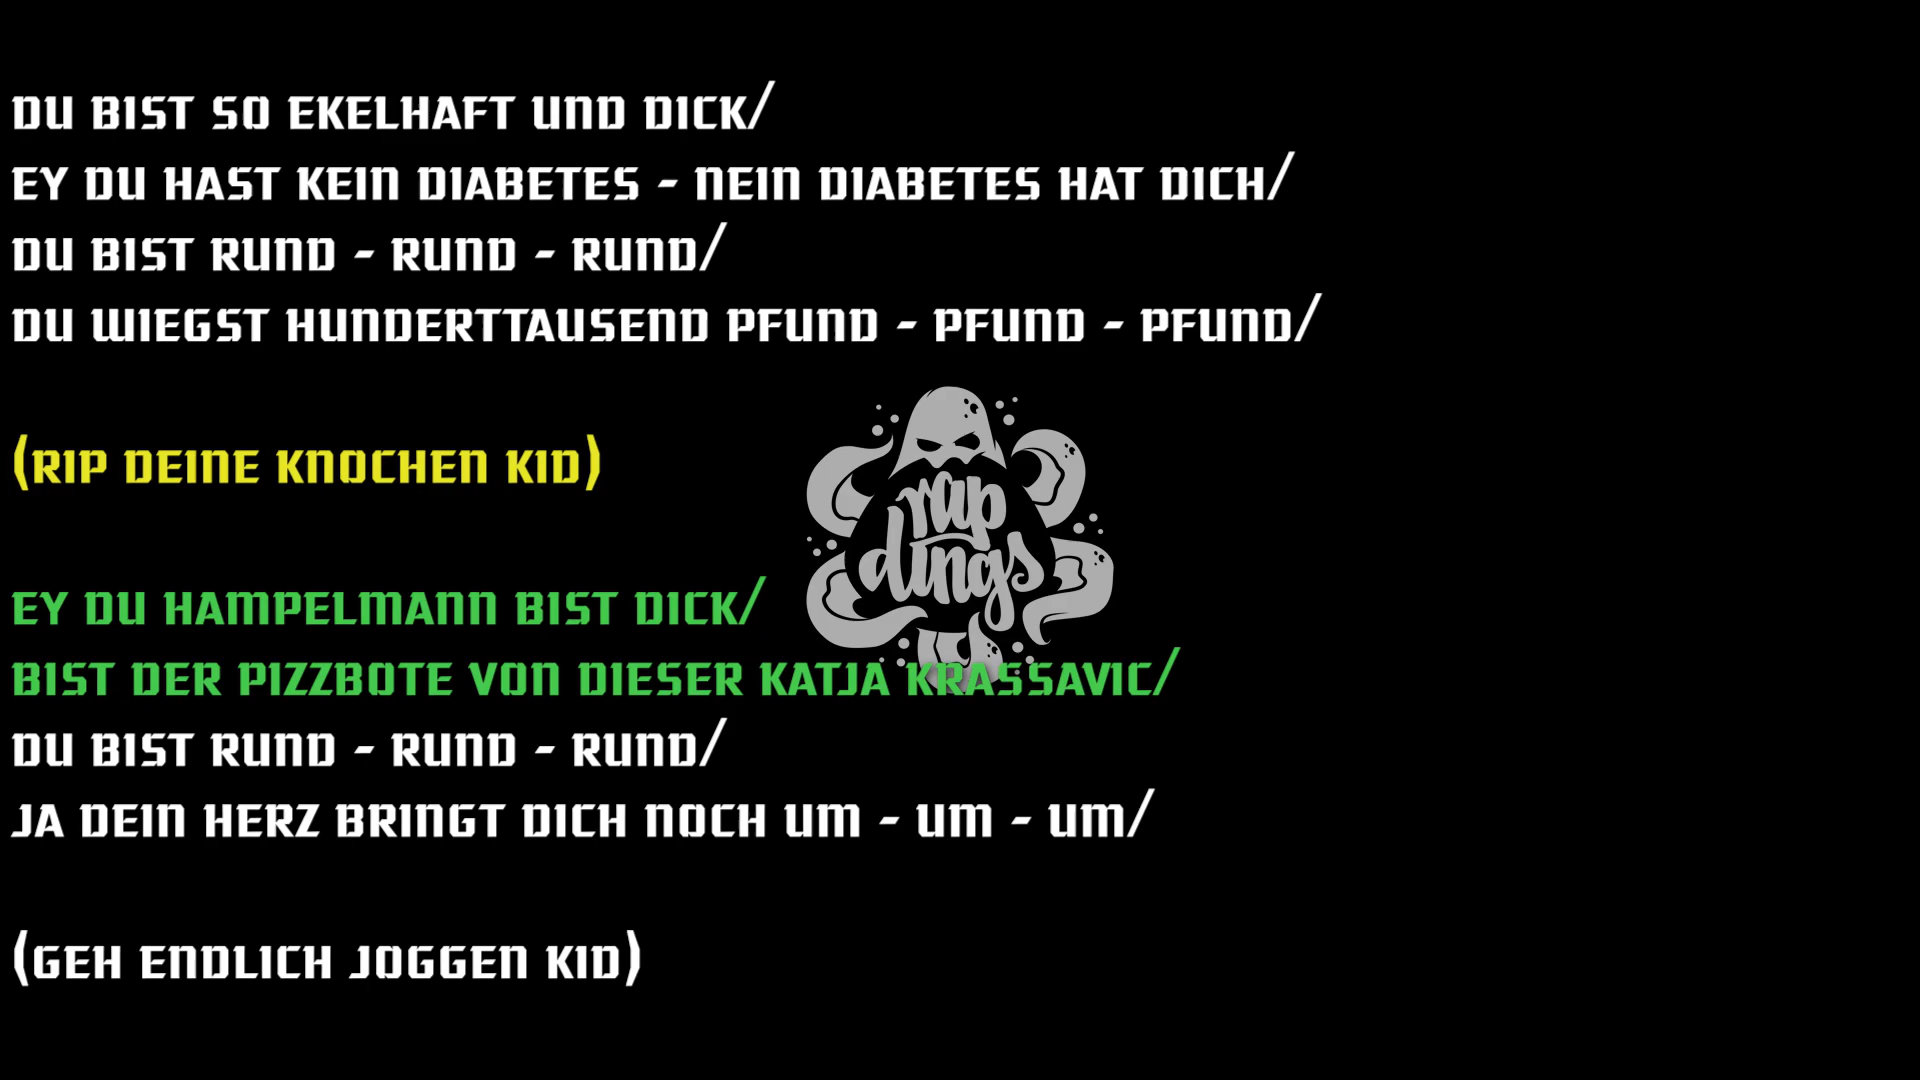 DU BIST SO EKELHAFT UND DICK/
EY DU HAST KEIN DIABETES - NEIN DIABETES HAT DICH/
DU BIST RUND - RUND - RUND/
DU WIEGST HUNDERTTAUSEND PFUND - PFUND - PFUND/
(RIP DEINE KNOCHEN KID)
rap
dings
EY DU HAMPELMANN BIST DICK/
BIST DER PIZZBOTE VON DIESER KATJA KRASSAVIC/
DU BIST RUND - RUND - RUND/
JA DEIN HERZ BRINGT DICH NOCH UM - UM - UM/
(GEH ENDLICH JOGGEN KID)